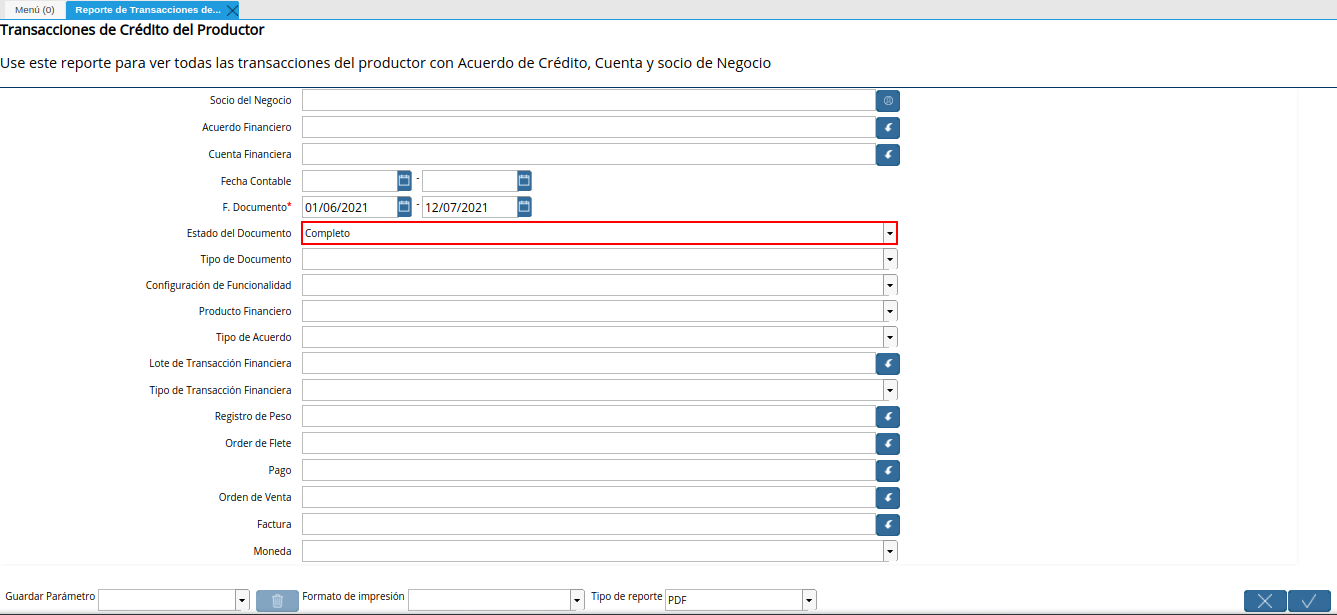 Menú (0)
Reporte de Transacciones de...
Transacciones de Crédito del Productor
Use este reporte para ver todas las transacciones del productor con Acuerdo de Crédito, Cuenta y socio de Negocio
Socio del Negocio
Acuerdo Financiero
Cuenta Financiera
Fecha Contable -
F. Documento* 01/06/2021 - 12/07/2021
Estado del Documento Completo
Tipo de Documento
Configuración de Funcionalidad
Producto Financiero
Tipo de Acuerdo
Lote de Transacción Financiera
Tipo de Transacción Financiera
Registro de Peso
Order de Flete
Pago
Orden de Venta
Factura
Moneda
Guardar Parámetro Formato de impresión Tipo de reporte PDF